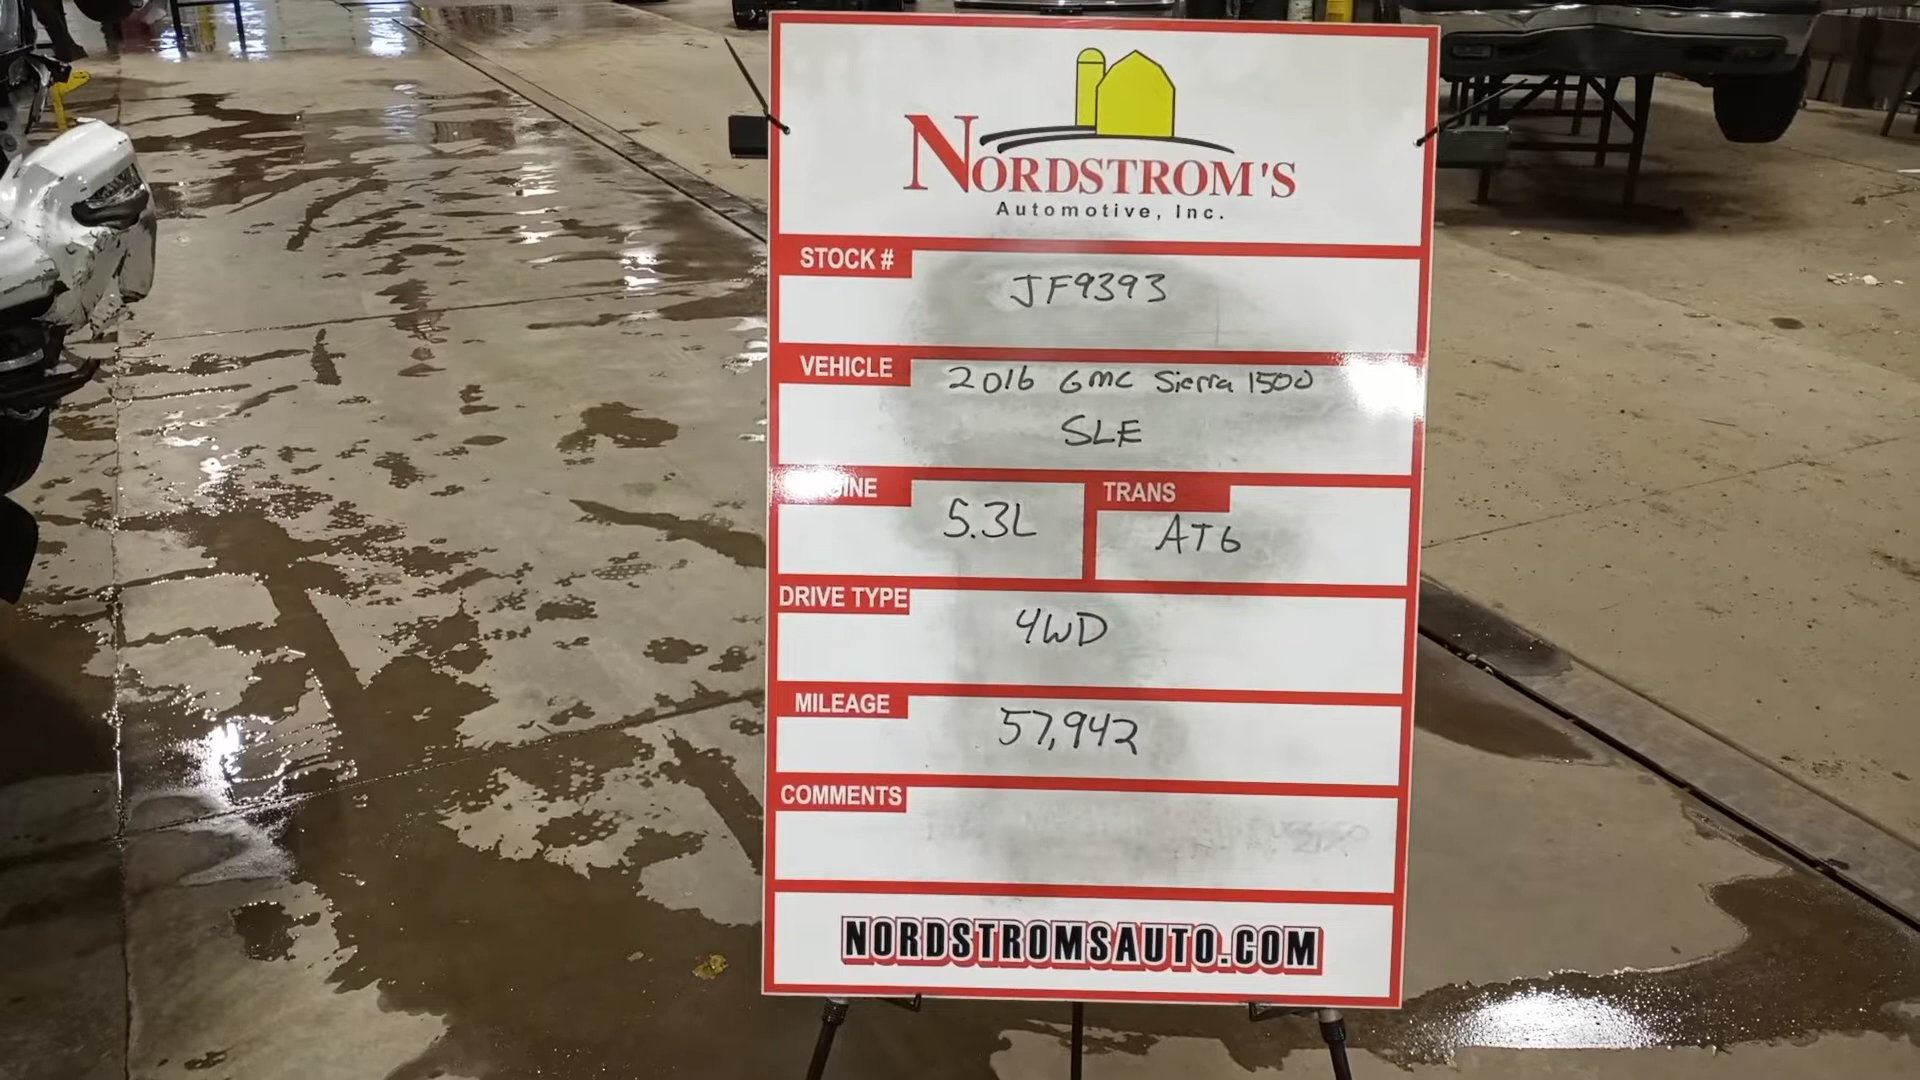 NORDSTROM'S
Automotive, Inc.
STOCK #
JF9393
VEHICLE
2016 GMC Sierra 1500
SLE
5.3L
TRANS
AT6
DRIVE TYPE
4WD
MILEAGE
57,942
COMMENTS
NORDSTROMSAUTO.COM